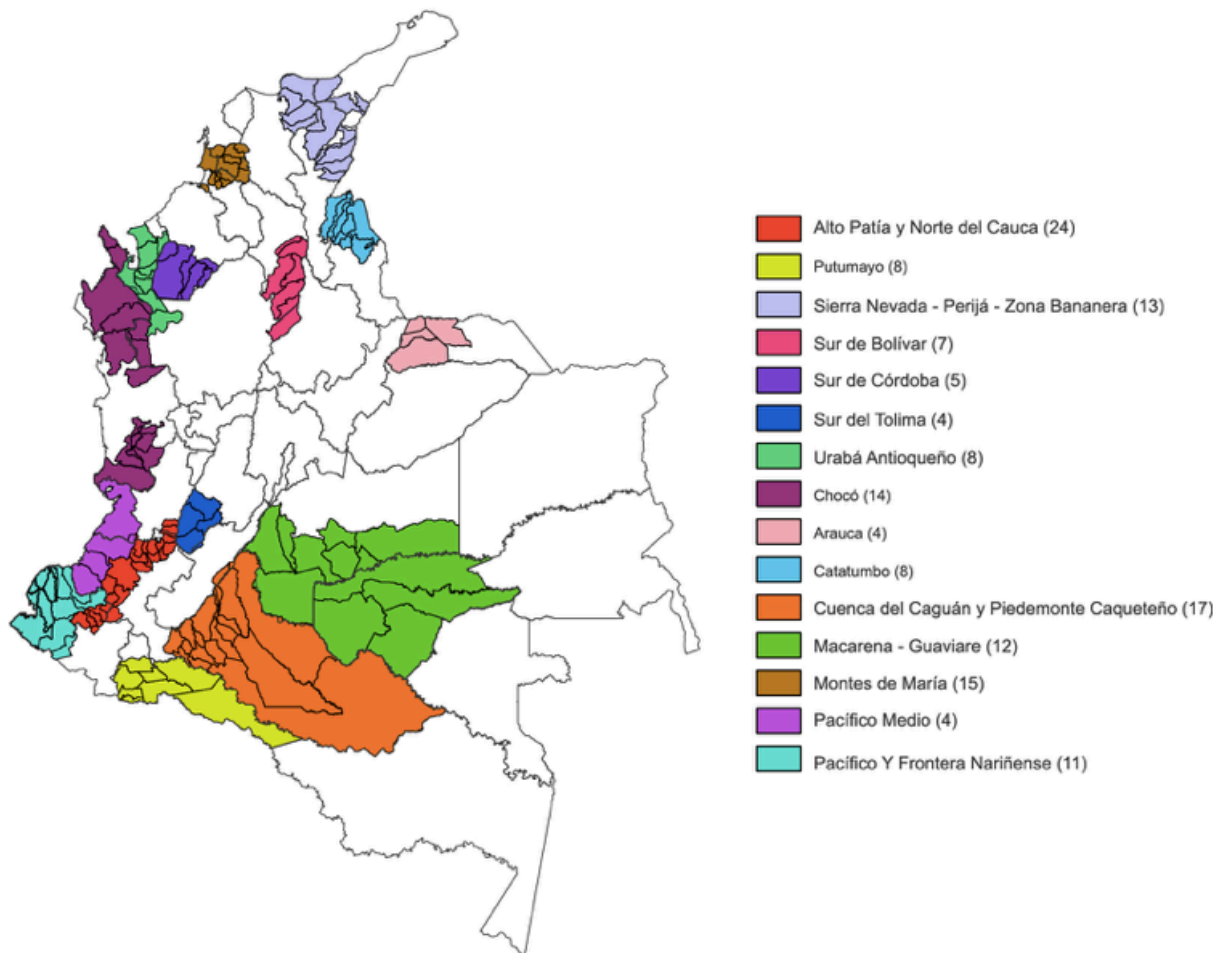 Alto Patía y Norte del Cauca (24)
Putumayo (8)
Sierra Nevada - Perijá - Zona Bananera (13)
Sur de Bolívar (7)
Sur de Córdoba (5)
Sur del Tolima (4)
Urabá Antioqueño (8)
Chocó (14)
Arauca (4)
Catatumbo (8)
Cuenca del Caguán y Piedemonte Caqueteño (17)
Macarena - Guaviare (12)
Montes de María (15)
Pacífico Medio (4)
Pacífico Y Frontera Nariñense (11)